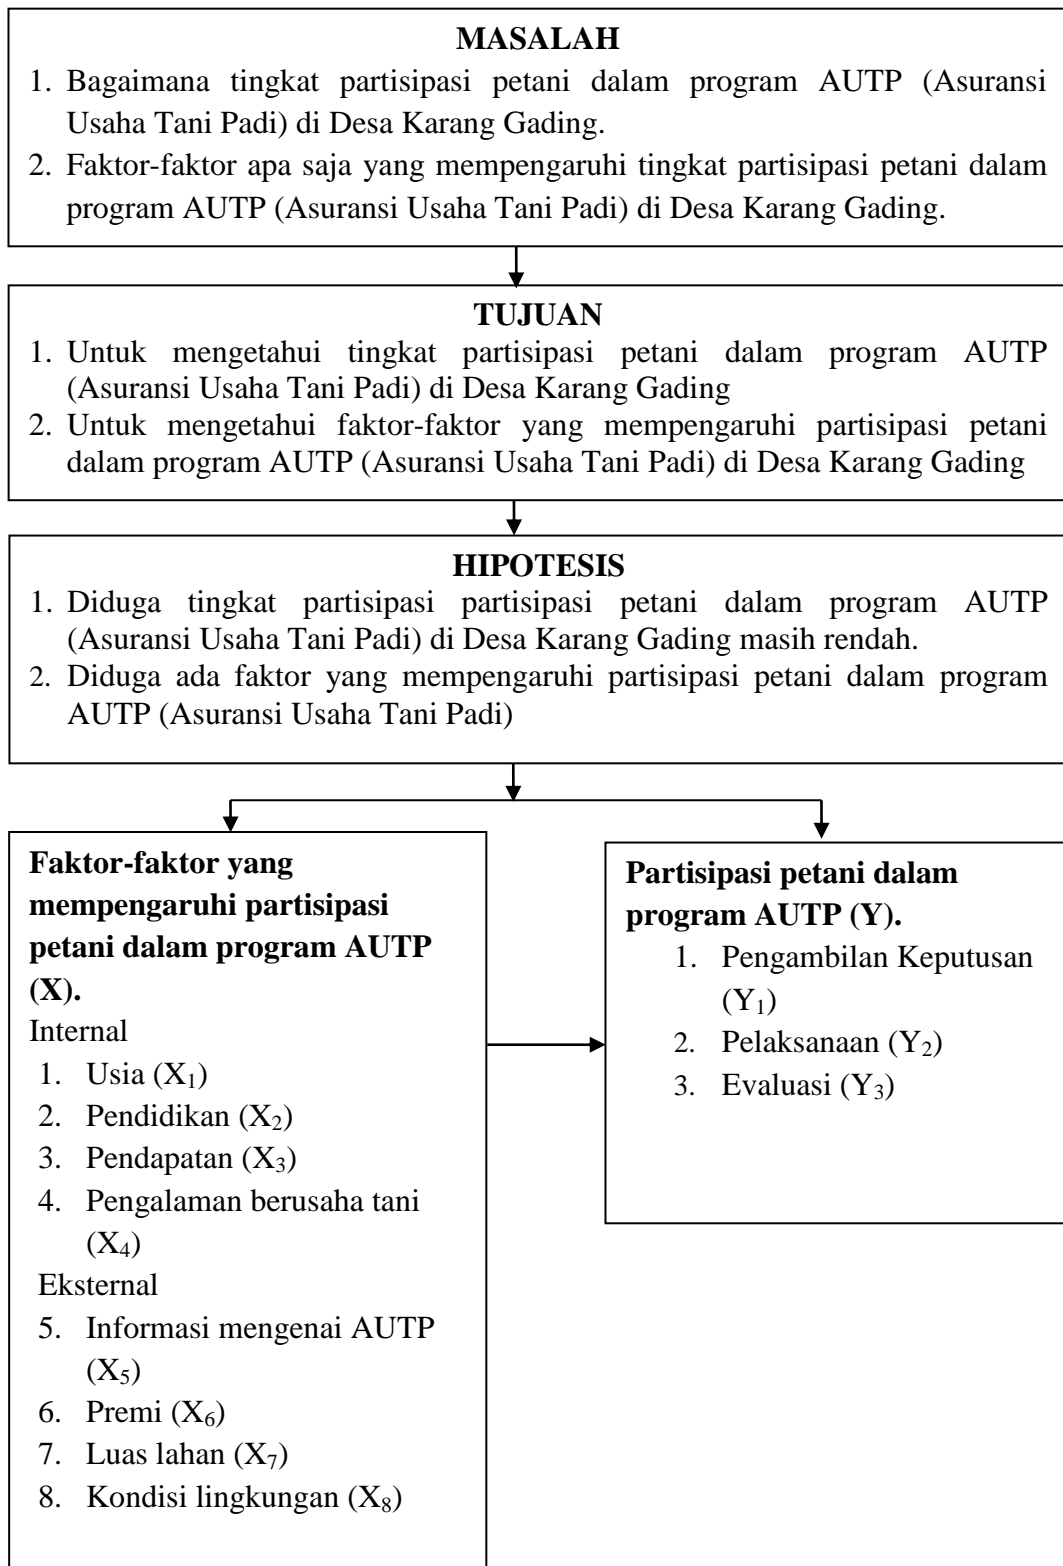 MASALAH
1. Bagaimana tingkat partisipasi petani dalam program AUTP (Asuransi
Usaha Tani Padi) di Desa Karang Gading.
2. Faktor-faktor apa saja yang mempengaruhi tingkat partisipasi petani dalam
program AUTP (Asuransi Usaha Tani Padi) di Desa Karang Gading.
TUJUAN
1. Untuk mengetahui tingkat partisipasi petani dalam program AUTP
(Asuransi Usaha Tani Padi) di Desa Karang Gading
2. Untuk mengetahui faktor-faktor yang mempengaruhi partisipasi petani
dalam program AUTP (Asuransi Usaha Tani Padi) di Desa Karang Gading
HIPOTESIS
1. Diduga tingkat partisipasi partisipasi petani dalam program AUTP
(Asuransi Usaha Tani Padi) di Desa Karang Gading masih rendah.
2. Diduga ada faktor yang mempengaruhi partisipasi petani dalam program
AUTP (Asuransi Usaha Tani Padi)
Faktor-faktor yang
mempengaruhi partisipasi
petani dalam program AUTP
(X).
Internal
1. Usia (X₁)
2. Pendidikan (X₂)
3. Pendapatan (X₃)
4. Pengalaman berusaha tani
(X₄)
Eksternal
5. Informasi mengenai AUTP
(X₅)
6. Premi (X₆)
7. Luas lahan (X₇)
8. Kondisi lingkungan (X₈)
Partisipasi petani dalam
program AUTP (Y).
1. Pengambilan Keputusan
(Y₁)
2. Pelaksanaan (Y₂)
3. Evaluasi (Y₃)